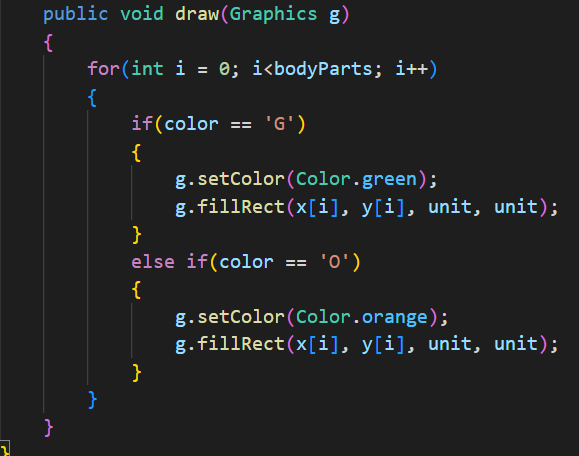 public void draw(Graphics g)
{
for(int i = 0; i<bodyParts; i++)
{
if(color == 'G')
{
g.setColor(Color.green);
g.fillRect(x[i], y[i], unit, unit);
}
else if(color == 'O')
{
g.setColor(Color.orange);
g.fillRect(x[i], y[i], unit, unit);
}
}
}
}